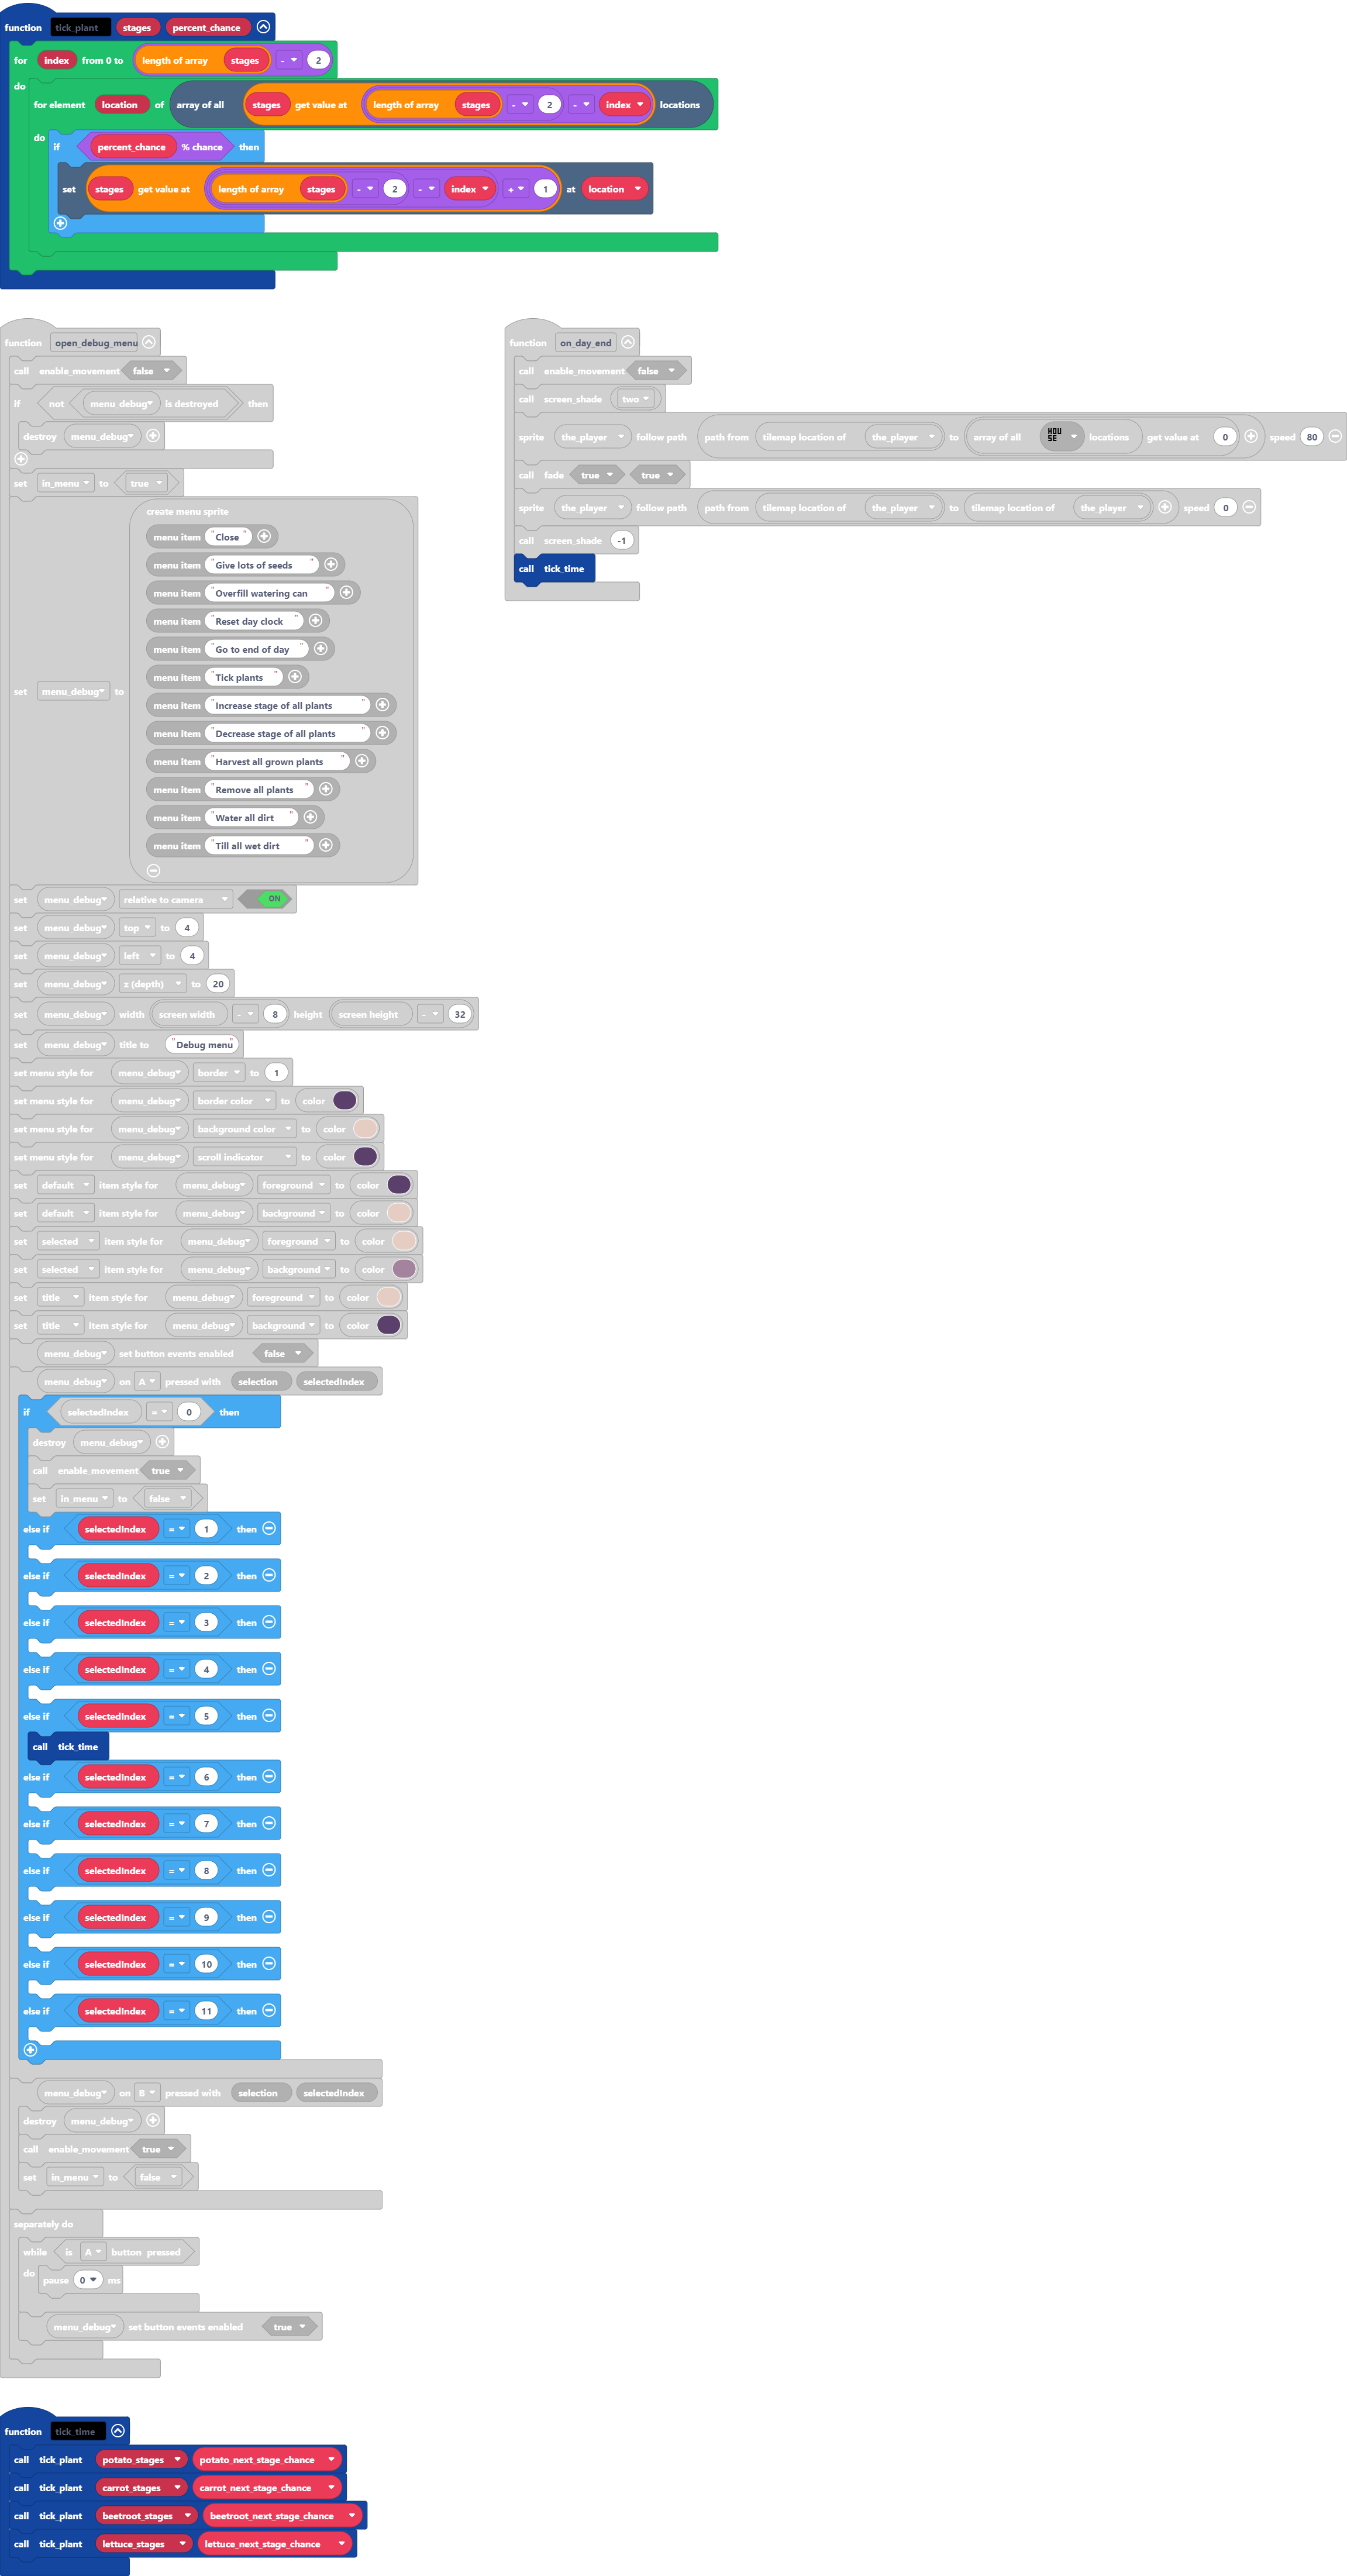 function tick_plant stages percent_chance
for index from 0 to length of array stages - 2
do
for element location of array of all stages get value at length of array stages - 2 - index locations
do
if percent_chance % chance then
set stages get value at length of array stages - 2 - index + 1 at location
function open_debug_menu
call enable_movement false
if not menu_debug is destroyed then
destroy menu_debug
set in_menu to true
set menu_debug to
create menu sprite
menu item "Close"
menu item "Give lots of seeds"
menu item "Overfill watering can"
menu item "Reset day clock"
menu item "Go to end of day"
menu item "Tick plants"
menu item "Increase stage of all plants"
menu item "Decrease stage of all plants"
menu item "Harvest all grown plants"
menu item "Remove all plants"
menu item "Water all dirt"
menu item "Till all wet dirt"
set menu_debug relative to camera ON
set menu_debug top to 4
set menu_debug left to 4
set menu_debug z (depth) to 20
set menu_debug width screen width - 8 height screen height - 32
set menu_debug title to "Debug menu"
set menu style for menu_debug border to 1
set menu style for menu_debug border color to color
set menu style for menu_debug background color to color
set menu style for menu_debug scroll indicator to color
set default item style for menu_debug foreground to color
set default item style for menu_debug background to color
set selected item style for menu_debug foreground to color
set selected item style for menu_debug background to color
set title item style for menu_debug foreground to color
set title item style for menu_debug background to color
menu_debug set button events enabled false
menu_debug on A pressed with selection selectedIndex
if selectedIndex = 0 then
destroy menu_debug
call enable_movement true
set in_menu to false
else if selectedIndex = 1 then
else if selectedIndex = 2 then
else if selectedIndex = 3 then
else if selectedIndex = 4 then
else if selectedIndex = 5 then
call tick_time
else if selectedIndex = 6 then
else if selectedIndex = 7 then
else if selectedIndex = 8 then
else if selectedIndex = 9 then
else if selectedIndex = 10 then
else if selectedIndex = 11 then
menu_debug on B pressed with selection selectedIndex
destroy menu_debug
call enable_movement true
set in_menu to false
separately do
while is A button pressed
do
pause 0 ms
menu_debug set button events enabled true
function on_day_end
call enable_movement false
call screen_shade two
sprite the_player follow path path from tilemap location of the_player to array of all HOUSE locations get value at 0 speed 80
call fade true true
sprite the_player follow path path from tilemap location of the_player to tilemap location of the_player speed 0
call screen_shade -1
call tick_time
function tick_time
call tick_plant potato_stages potato_next_stage_chance
call tick_plant carrot_stages carrot_next_stage_chance
call tick_plant beetroot_stages beetroot_next_stage_chance
call tick_plant lettuce_stages lettuce_next_stage_chance